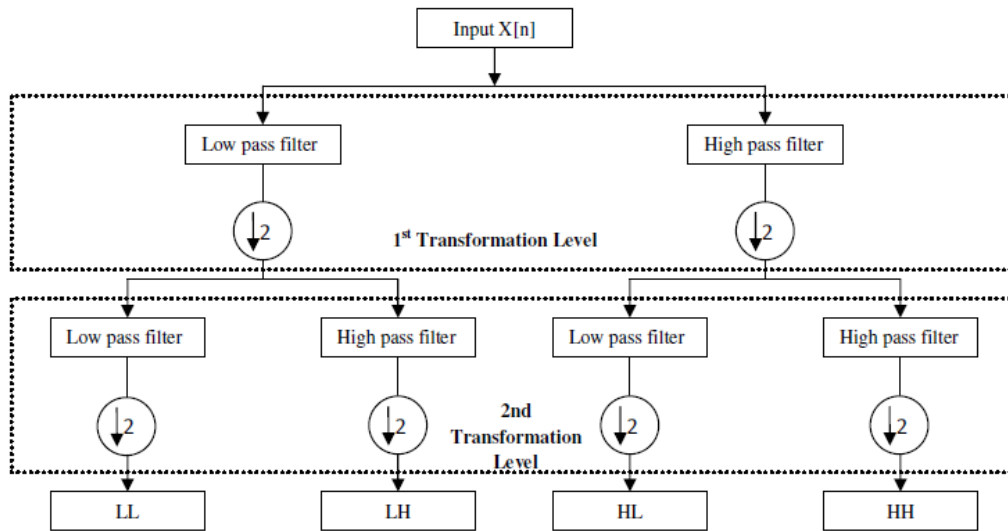 Input X[n]
Low pass filter
High pass filter
2
2
1st Transformation Level
Low pass filter
High pass filter
Low pass filter
High pass filter
2
2
2
2
2nd
Transformation
Level
LL
LH
HL
HH